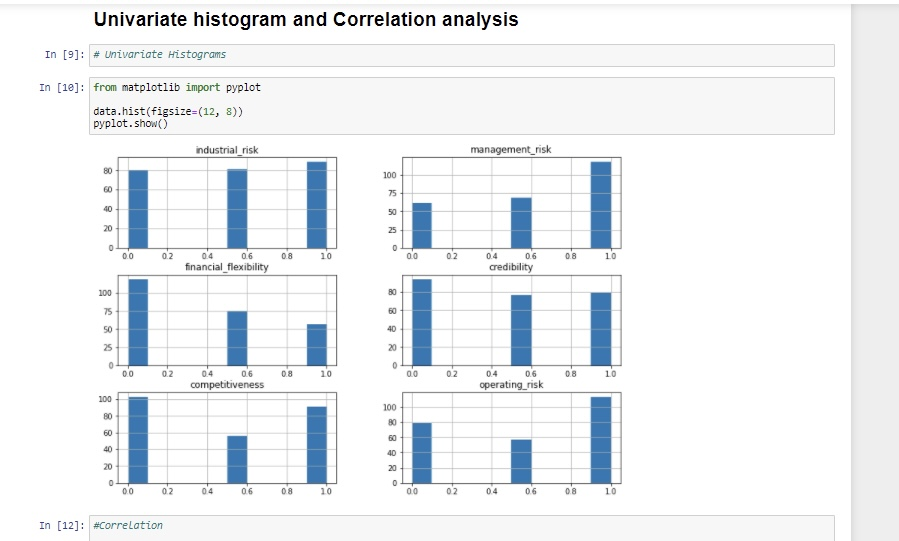 Univariate histogram and Correlation analysis
In [9]: # Univariate Histograms
In [10]: from matplotlib import pyplot
data.hist(figsize=(12, 8))
pyplot.show()
industrial_risk
80
60
40
20
0
0.0 0.2 0.4 0.6 0.8 1.0
management_risk
100
75
50
25
0
0.0 0.2 0.4 0.6 0.8 1.0
financial_flexibility
100
75
50
25
0
0.0 0.2 0.4 0.6 0.8 1.0
credibility
80
60
40
20
0
0.0 0.2 0.4 0.6 0.8 1.0
competitiveness
100
80
60
40
20
0
0.0 0.2 0.4 0.6 0.8 1.0
operating_risk
100
80
60
40
20
0
0.0 0.2 0.4 0.6 0.8 1.0
In [12]: #Correlation